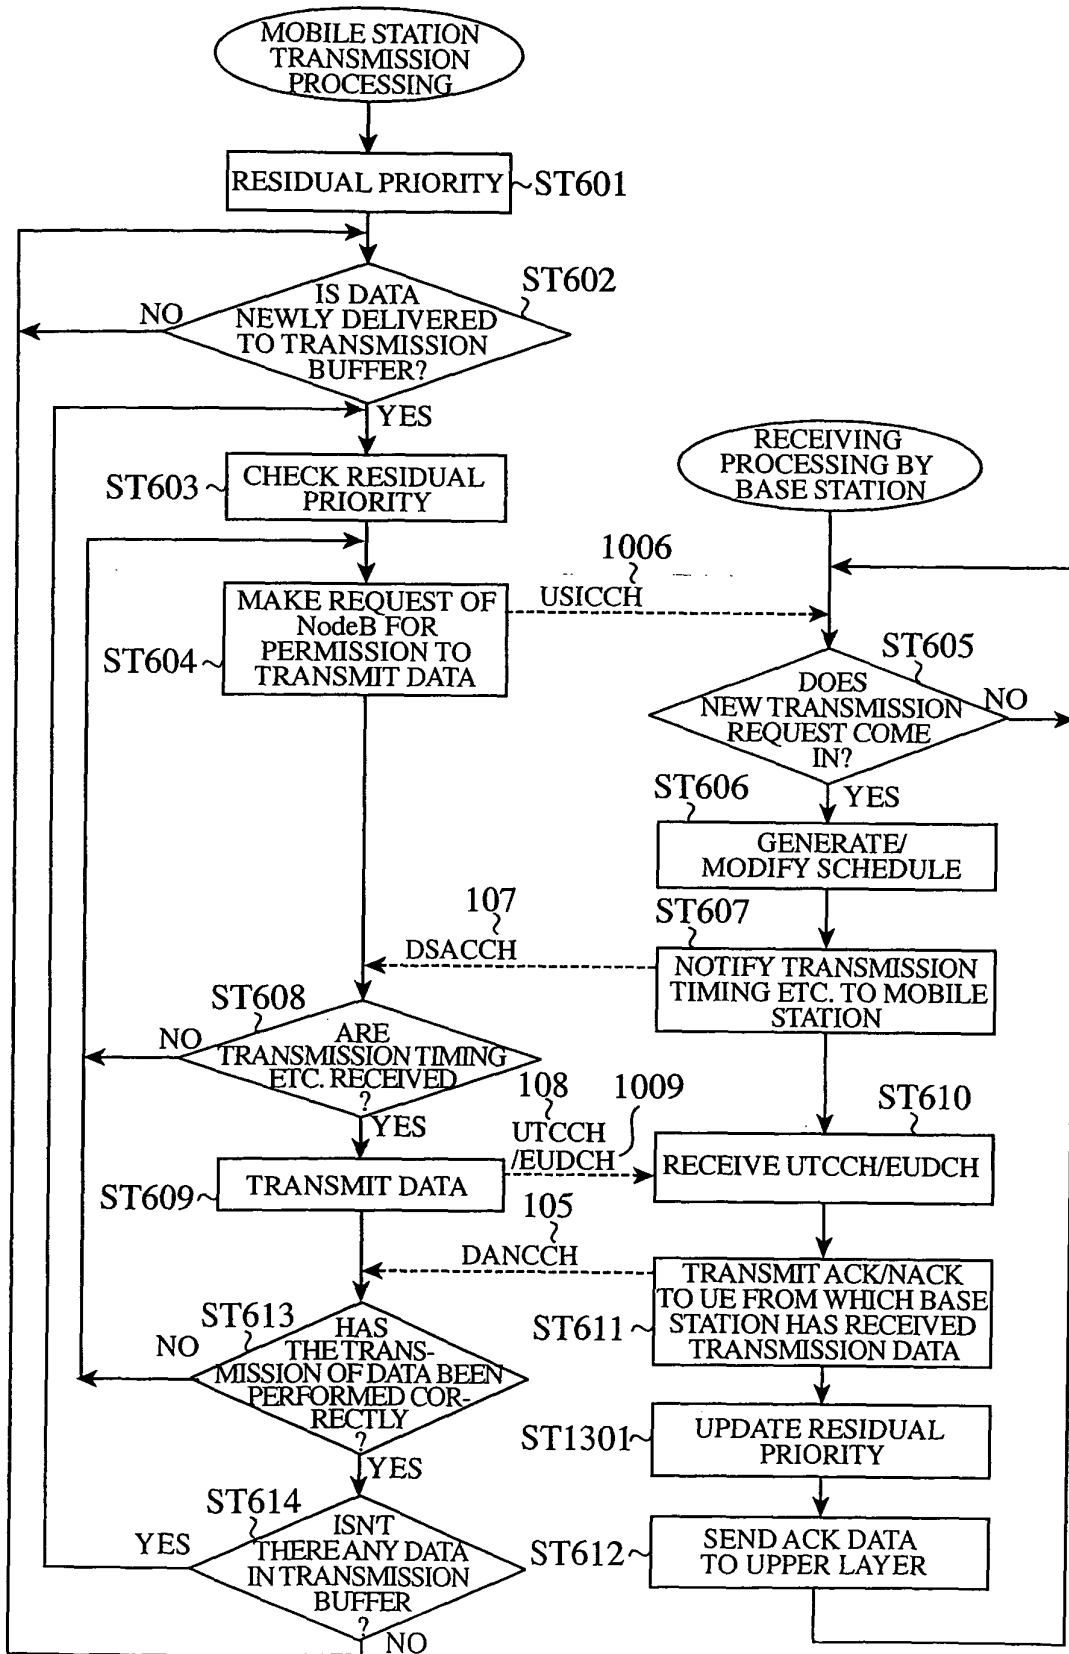 MOBILE STATION
TRANSMISSION
PROCESSING
RESIDUAL PRIORITY
ST601
ST602
NO
IS DATA
NEWLY DELIVERED
TO TRANSMISSION
BUFFER?
YES
ST603
CHECK RESIDUAL
PRIORITY
RECEIVING
PROCESSING BY
BASE STATION
1006
USICCH
ST604
MAKE REQUEST OF
NodeB FOR
PERMISSION TO
TRANSMIT DATA
ST605
DOES
NEW TRANSMISSION
REQUEST COME
IN?
NO
YES
ST606
GENERATE/
MODIFY SCHEDULE
107
DSACCH
ST607
NOTIFY TRANSMISSION
TIMING ETC. TO MOBILE
STATION
ST608
NO
ARE
TRANSMISSION TIMING
ETC. RECEIVED
?
YES
108
1009
UTCCH
/EUDCH
ST610
RECEIVE UTCCH/EUDCH
ST609
TRANSMIT DATA
105
DANCCH
ST611
TRANSMIT ACK/NACK
TO UE FROM WHICH BASE
STATION HAS RECEIVED
TRANSMISSION DATA
ST613
NO
HAS
THE TRANS-
MISSION OF DATA BEEN
PERFORMED COR-
RECTLY
?
YES
ST1301
UPDATE RESIDUAL
PRIORITY
ST614
YES
ISN'T
THERE ANY DATA
IN TRANSMISSION
BUFFER
?
NO
ST612
SEND ACK DATA
TO UPPER LAYER